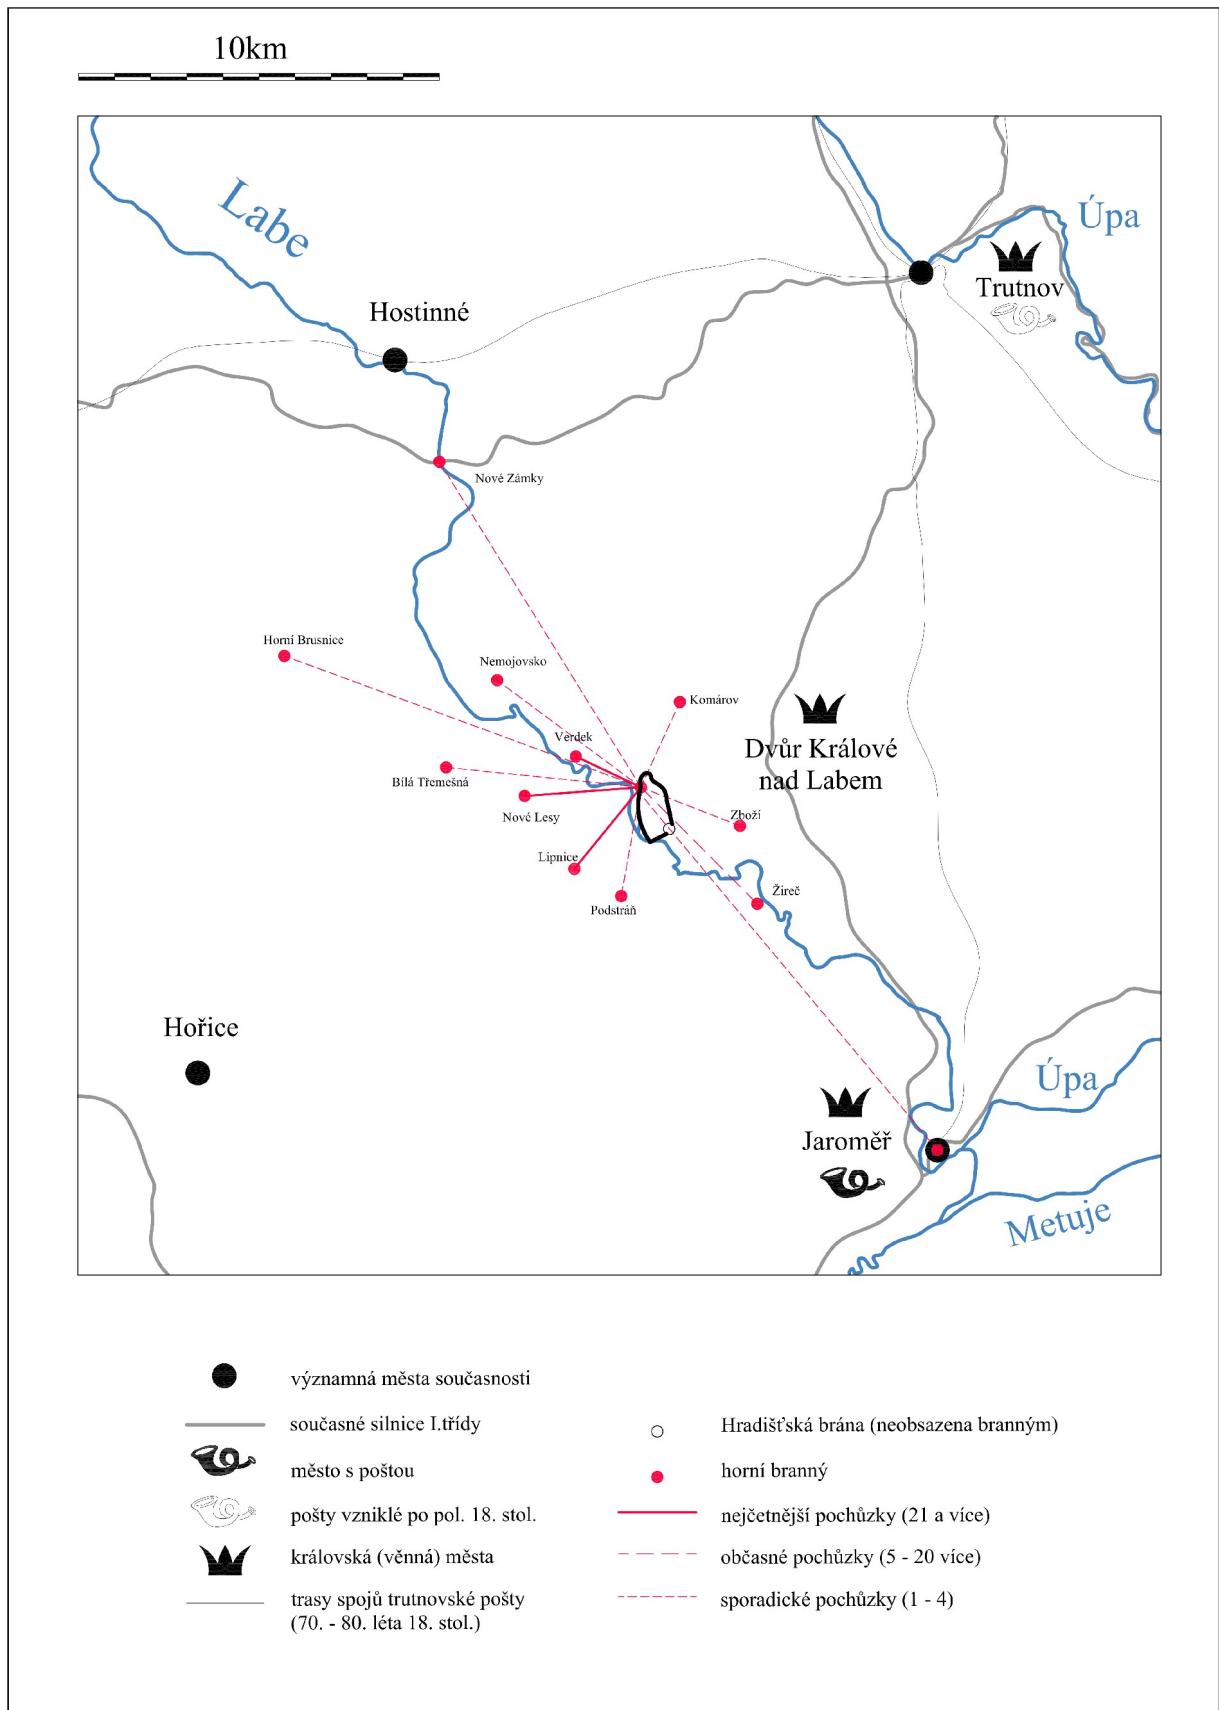 10km
Labe
Úpa
Trutnov
Hostinné
Nové Zámky
Horní Brusnice
Nemojovsko
Komárov
Verdek
Dvůr Králové
nad Labem
Bílá Třemešná
Nové Lesy
Zboží
Lipnice
Žireč
Podstráň
Hořice
Úpa
Jaroměř
Metuje
významná města současnosti
současné silnice I.třídy
město s poštou
pošty vzniklé po pol. 18. stol.
královská (věnná) města
trasy spojů trutnovské pošty
(70. - 80. léta 18. stol.)
Hradišťská brána (neobsazena branným)
horní branný
nejčetnější pochůzky (21 a více)
občasné pochůzky (5 - 20 více)
sporadické pochůzky (1 - 4)